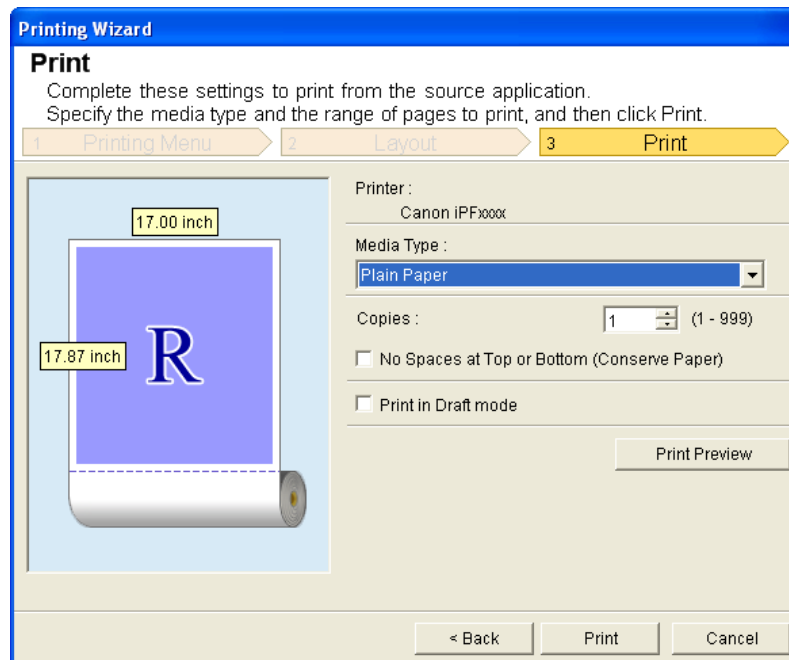 Printing Wizard
Print
Complete these settings to print from the source application.
Specify the media type and the range of pages to print, and then click Print.
1 Printing Menu 2 Layout 3 Print
17.00 inch
17.87 inch
R
Printer :
Canon iPFxxxx
Media Type :
Plain Paper
Copies : 1 (1 - 999)
No Spaces at Top or Bottom (Conserve Paper)
Print in Draft mode
Print Preview
< Back Print Cancel